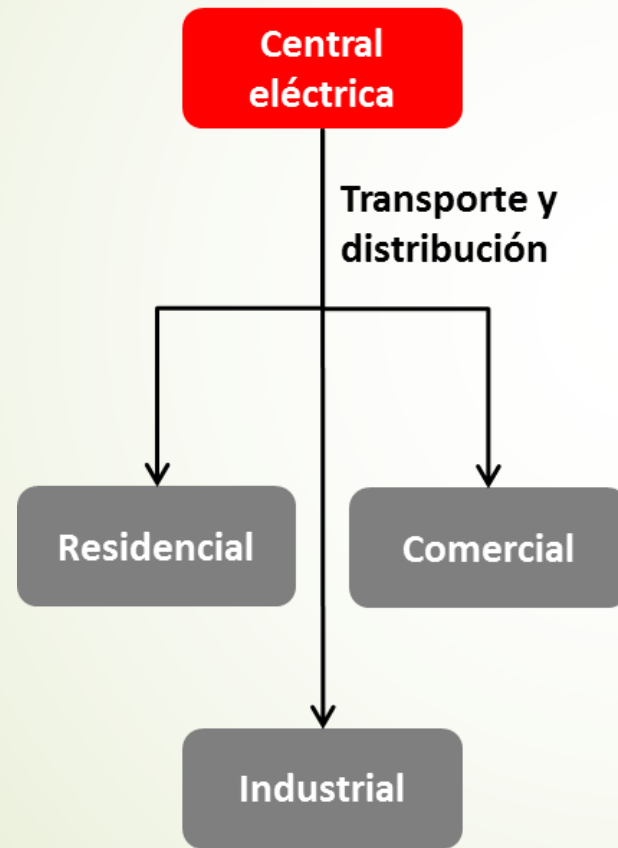 Central
eléctrica
Transporte y
distribución
Residencial
Comercial
Industrial